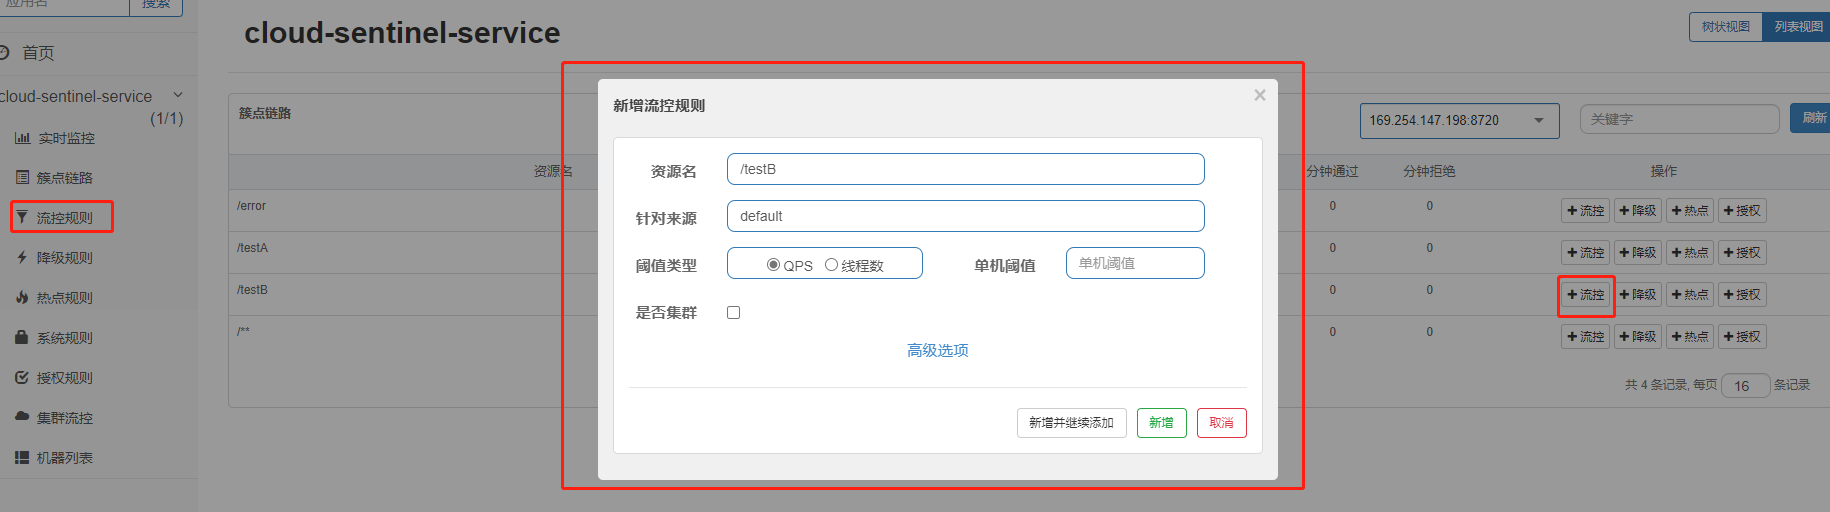 应用名 搜索
首页
cloud-sentinel-service
(1/1)
实时监控
簇点链路
流控规则
降级规则
热点规则
系统规则
授权规则
集群流控
机器列表
cloud-sentinel-service
树状视图 列表视图
簇点链路
169.254.147.198:8720 关键字 刷新
资源名 分钟通过 分钟拒绝 操作
/error 0 0 流控 降级 热点 授权
/testA 0 0 流控 降级 热点 授权
/testB 0 0 流控 降级 热点 授权
/** 0 0 流控 降级 热点 授权
共 4 条记录, 每页 16 条记录
新增流控规则 ×
资源名 /testB
针对来源 default
阈值类型 QPS 线程数 单机阈值 单机阈值
是否集群
高级选项
新增并继续添加 新增 取消